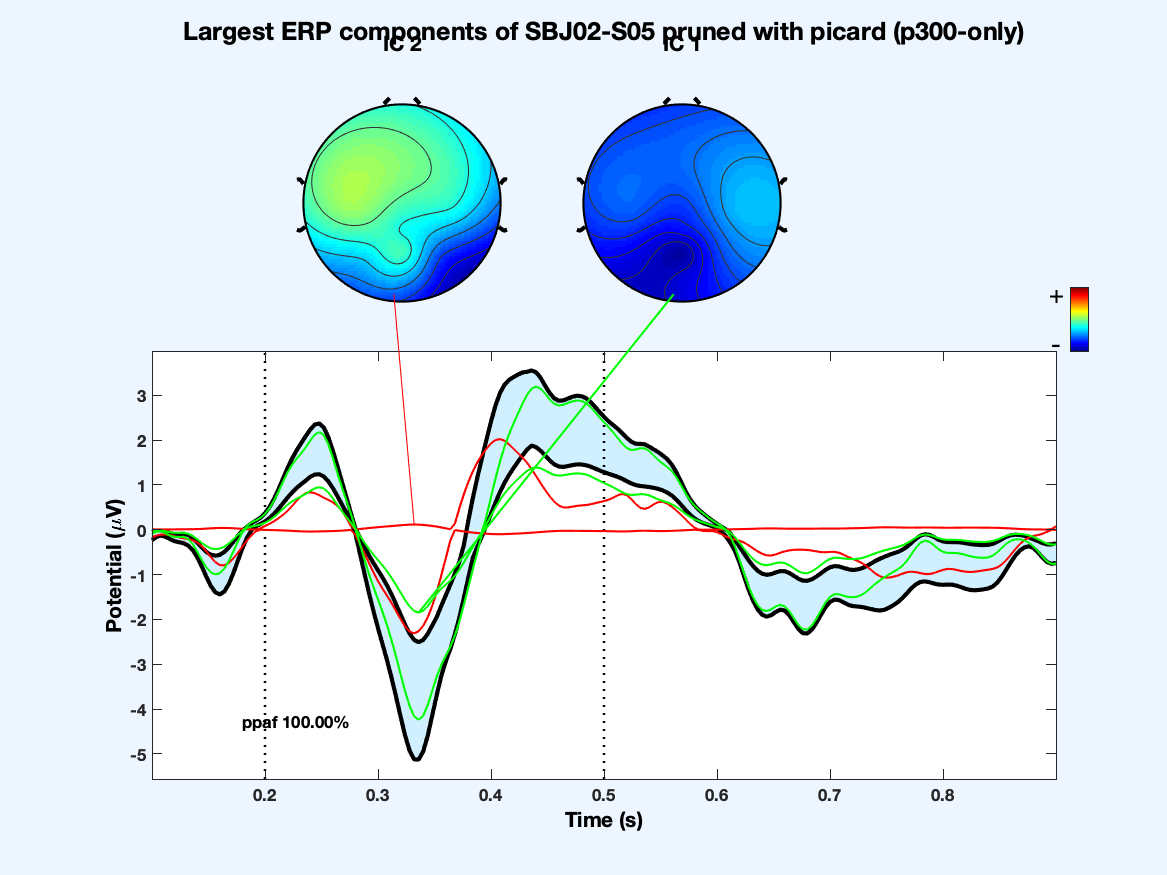 Largest ERP components of SBJ02-S05 pruned with picard (p300-only)
IC 2
IC 1
+
-
3
2
1
0
-1
-2
-3
-4
-5
Potential (μV)
ppaf 100.00%
0.2 0.3 0.4 0.5 0.6 0.7 0.8
Time (s)